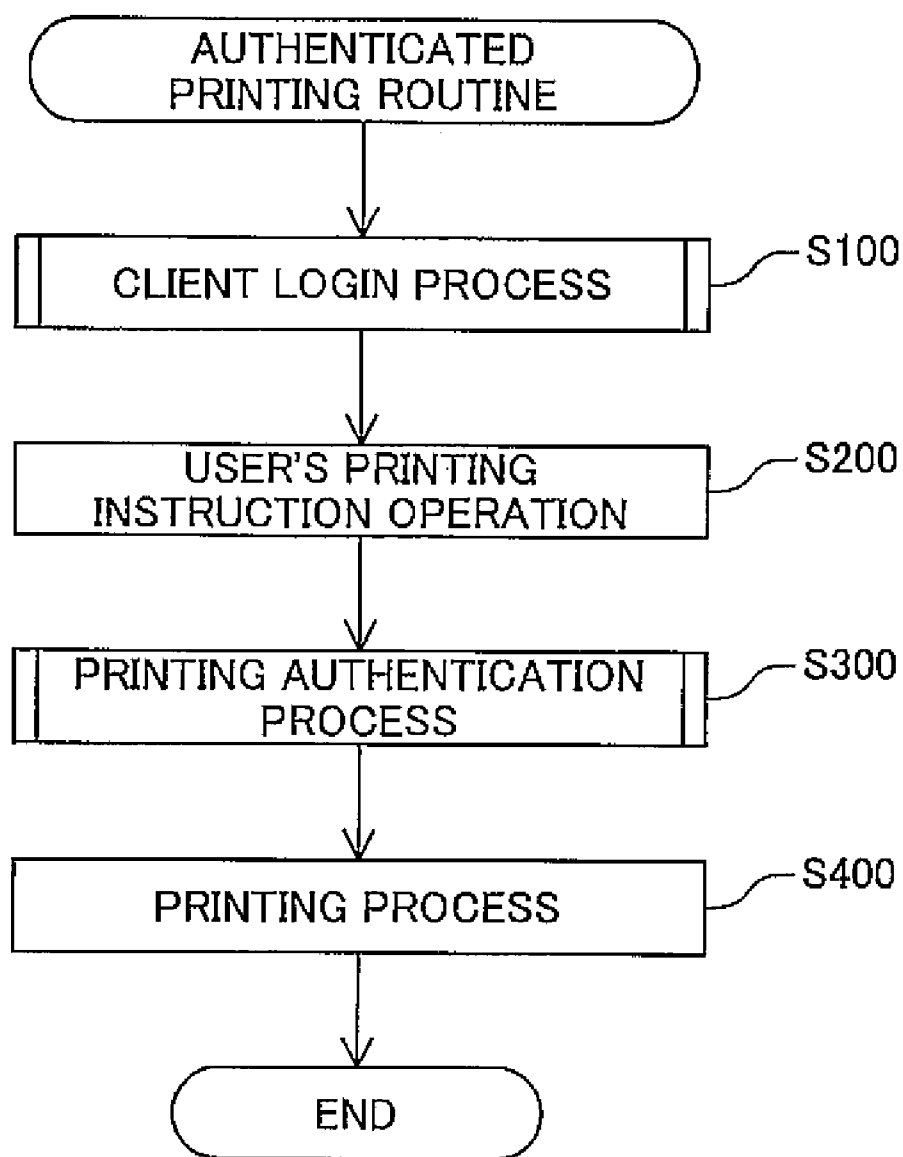 AUTHENTICATED
PRINTING ROUTINE
CLIENT LOGIN PROCESS
S100
USER'S PRINTING
INSTRUCTION OPERATION
S200
PRINTING AUTHENTICATION
PROCESS
S300
PRINTING PROCESS
S400
END